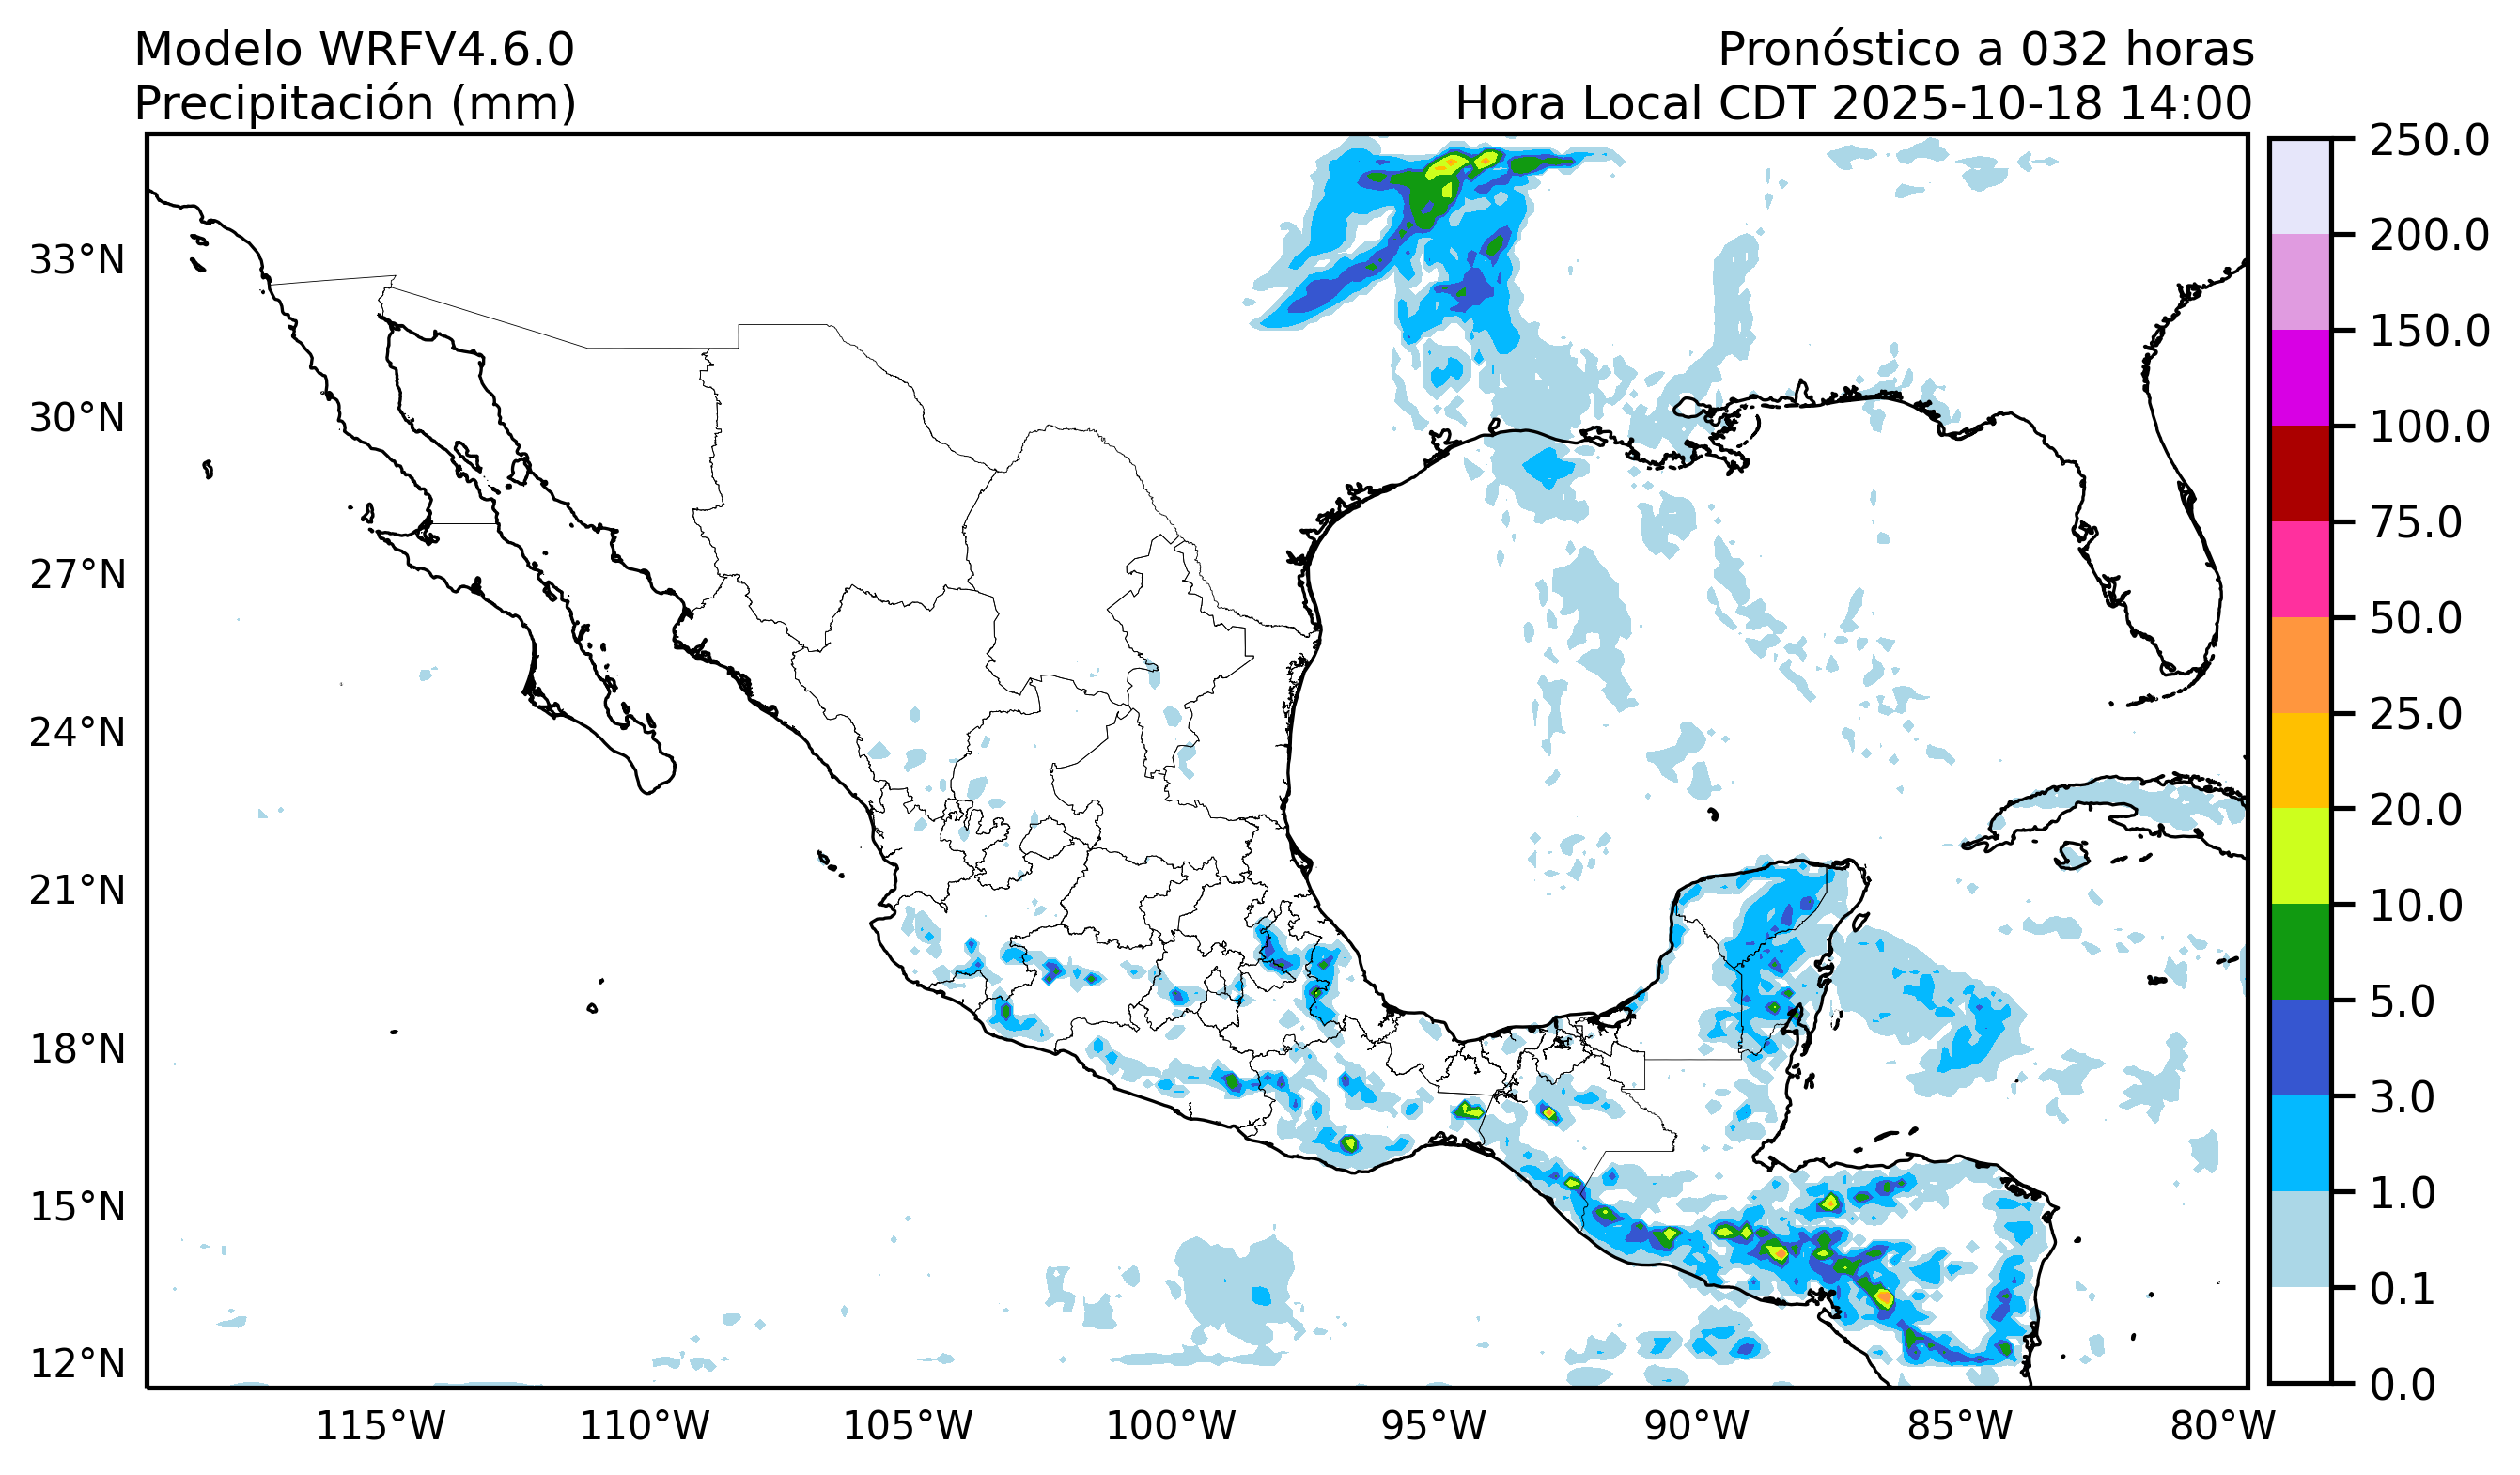 Modelo WRFV4.6.0
Precipitación (mm)
Pronóstico a 032 horas
Hora Local CDT 2025-10-18 14:00
33°N
30°N
27°N
24°N
21°N
18°N
15°N
12°N
115°W
110°W
105°W
100°W
95°W
90°W
85°W
80°W
250.0
200.0
150.0
100.0
75.0
50.0
25.0
20.0
10.0
5.0
3.0
1.0
0.1
0.0